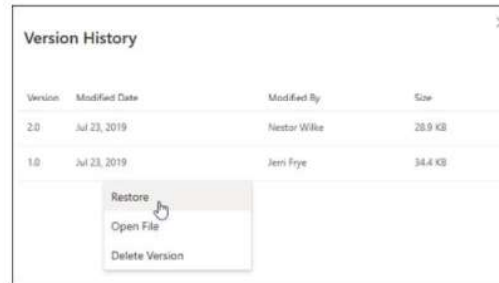 Version History
Version Modified Date Modified By Size
2.0 Jul 23, 2019 Nestor Wilke 28.9 KB
1.0 Jul 23, 2019 Jerri Frye 34.4 KB
Restore
Open File
Delete Version